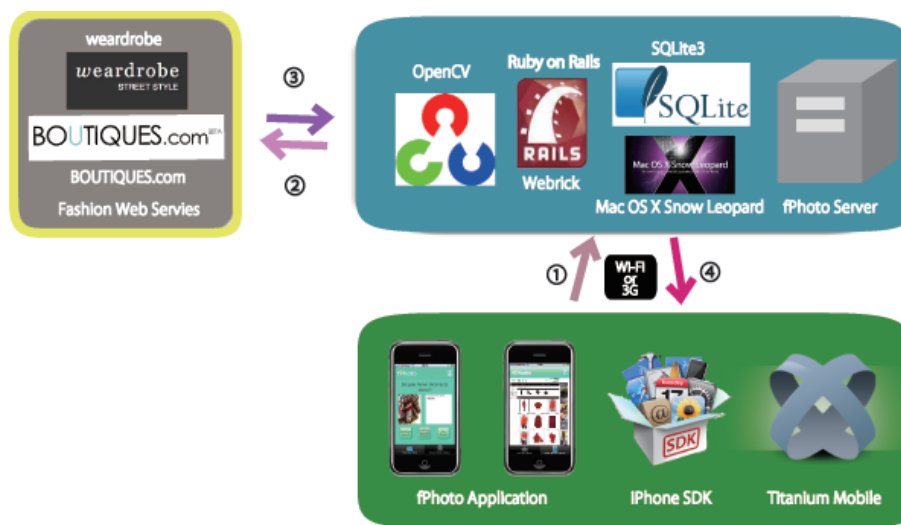 weardrobe
weardrobe
STREET STYLE
BOUTIQUES.com BETA
BOUTIQUES.com
Fashion Web Servies
③
②
OpenCV
Ruby on Rails
RAILS
Webrick
SQLite3
SQLite
Mac OS X Snow Leopard
Mac OS X Snow Leopard
fPhoto Server
①
WI-FI
or
3G
④
fPhoto Application
17
@
SDK
iPhone SDK
Titanium Mobile